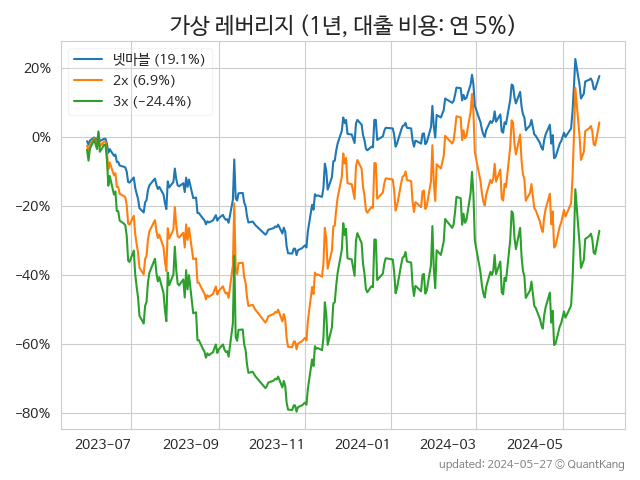 가상 레버리지 (1년, 대출 비용: 연 5%)
넷마블 (19.1%)
2x (6.9%)
3x (−24.4%)
20%
0%
−20%
−40%
−60%
−80%
2023-07 2023-09 2023-11 2024-01 2024-03 2024-05
updated: 2024-05-27 © QuantKang